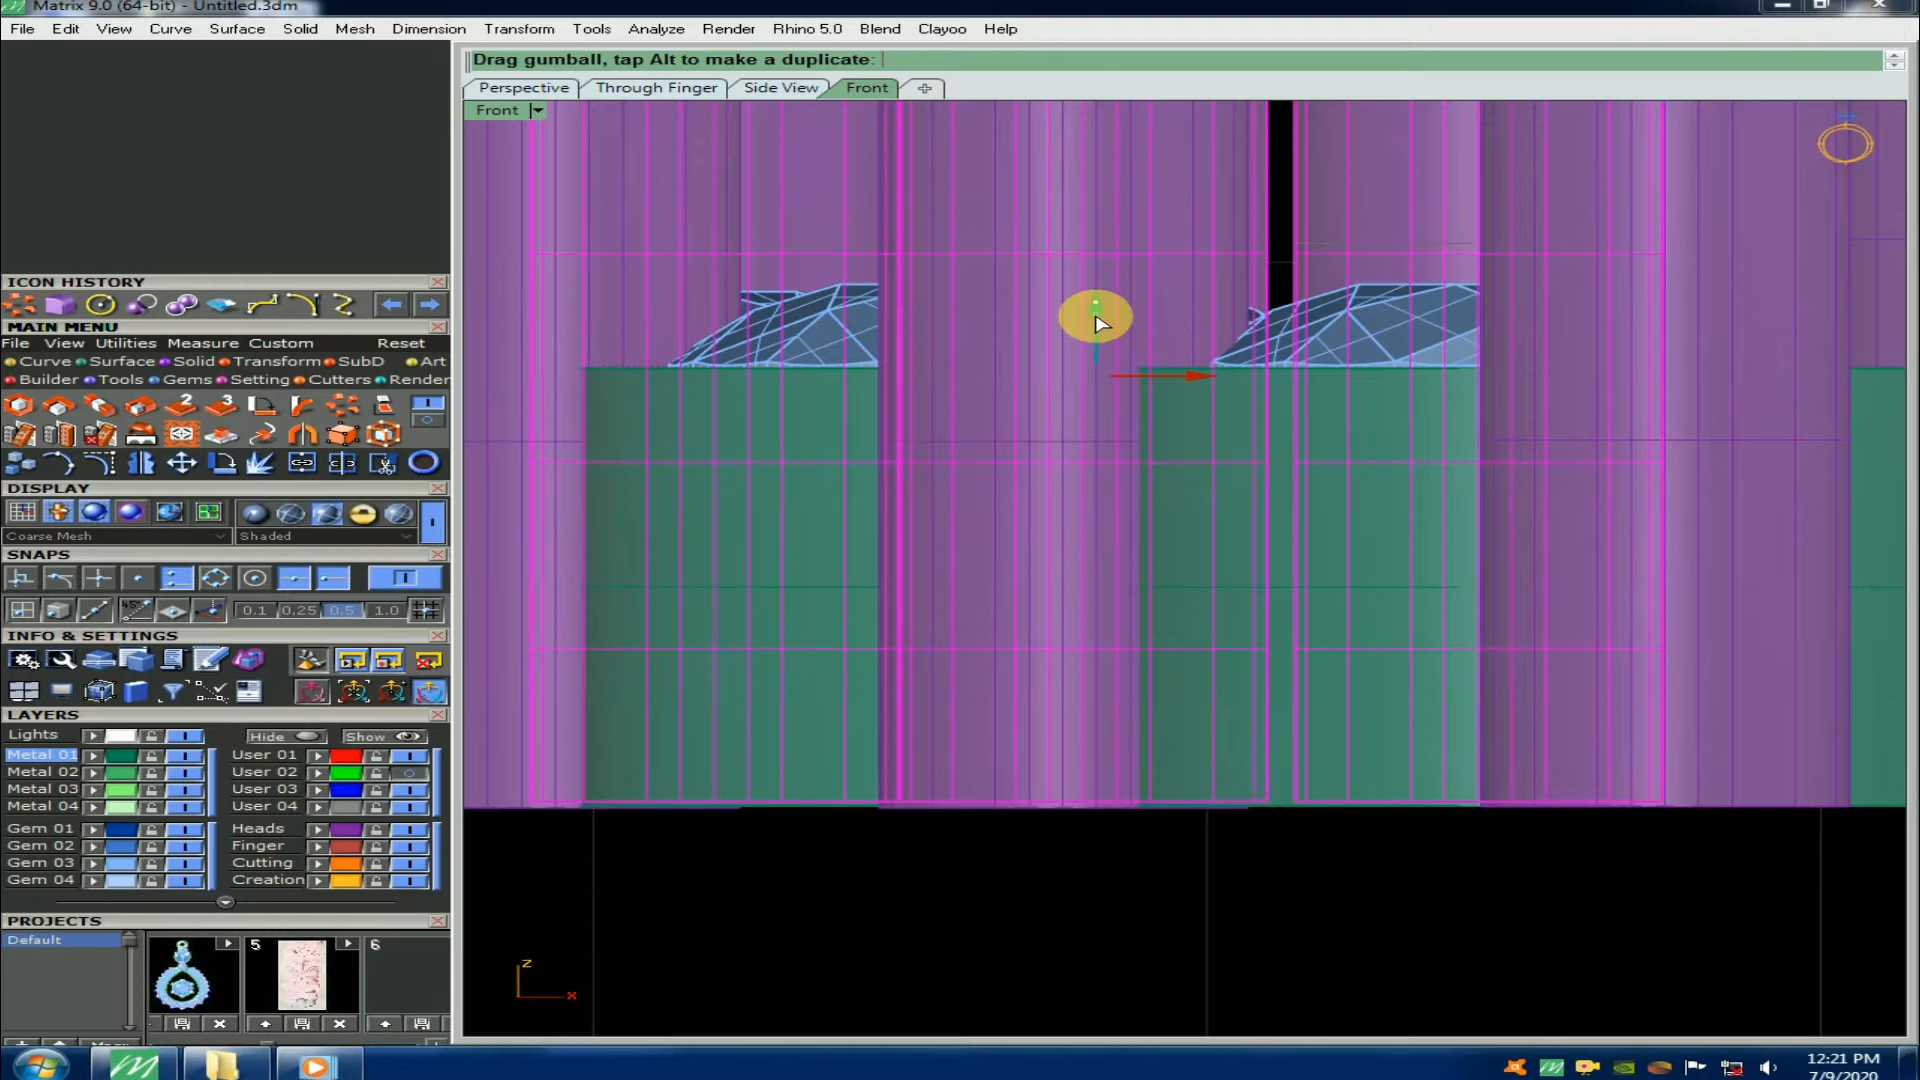 Matrix 9.0 (64-bit) - Untitled.3dm
File Edit View Curve Surface Solid Mesh Dimension Transform Tools Analyze Render Rhino 5.0 Blend Clayoo Help
Drag gumball, tap Alt to make a duplicate:
Perspective Through Finger Side View Front
Front
ICON HISTORY
MAIN MENU
File View Utilities Measure Custom Reset
Curve Surface Solid Transform SubD Art
Builder Tools Gems Setting Cutters Render
2 3
DISPLAY
Coarse Mesh Shaded
SNAPS
45° 0.1 0.25 0.5 1.0
INFO & SETTINGS
LAYERS
Lights Hide Show
Metal 01 User 01
Metal 02 User 02
Metal 03 User 03
Metal 04 User 04
Gem 01 Heads
Gem 02 Finger
Gem 03 Cutting
Gem 04 Creation
PROJECTS
Default 5 6
z
x
12:21 PM
7/9/2020